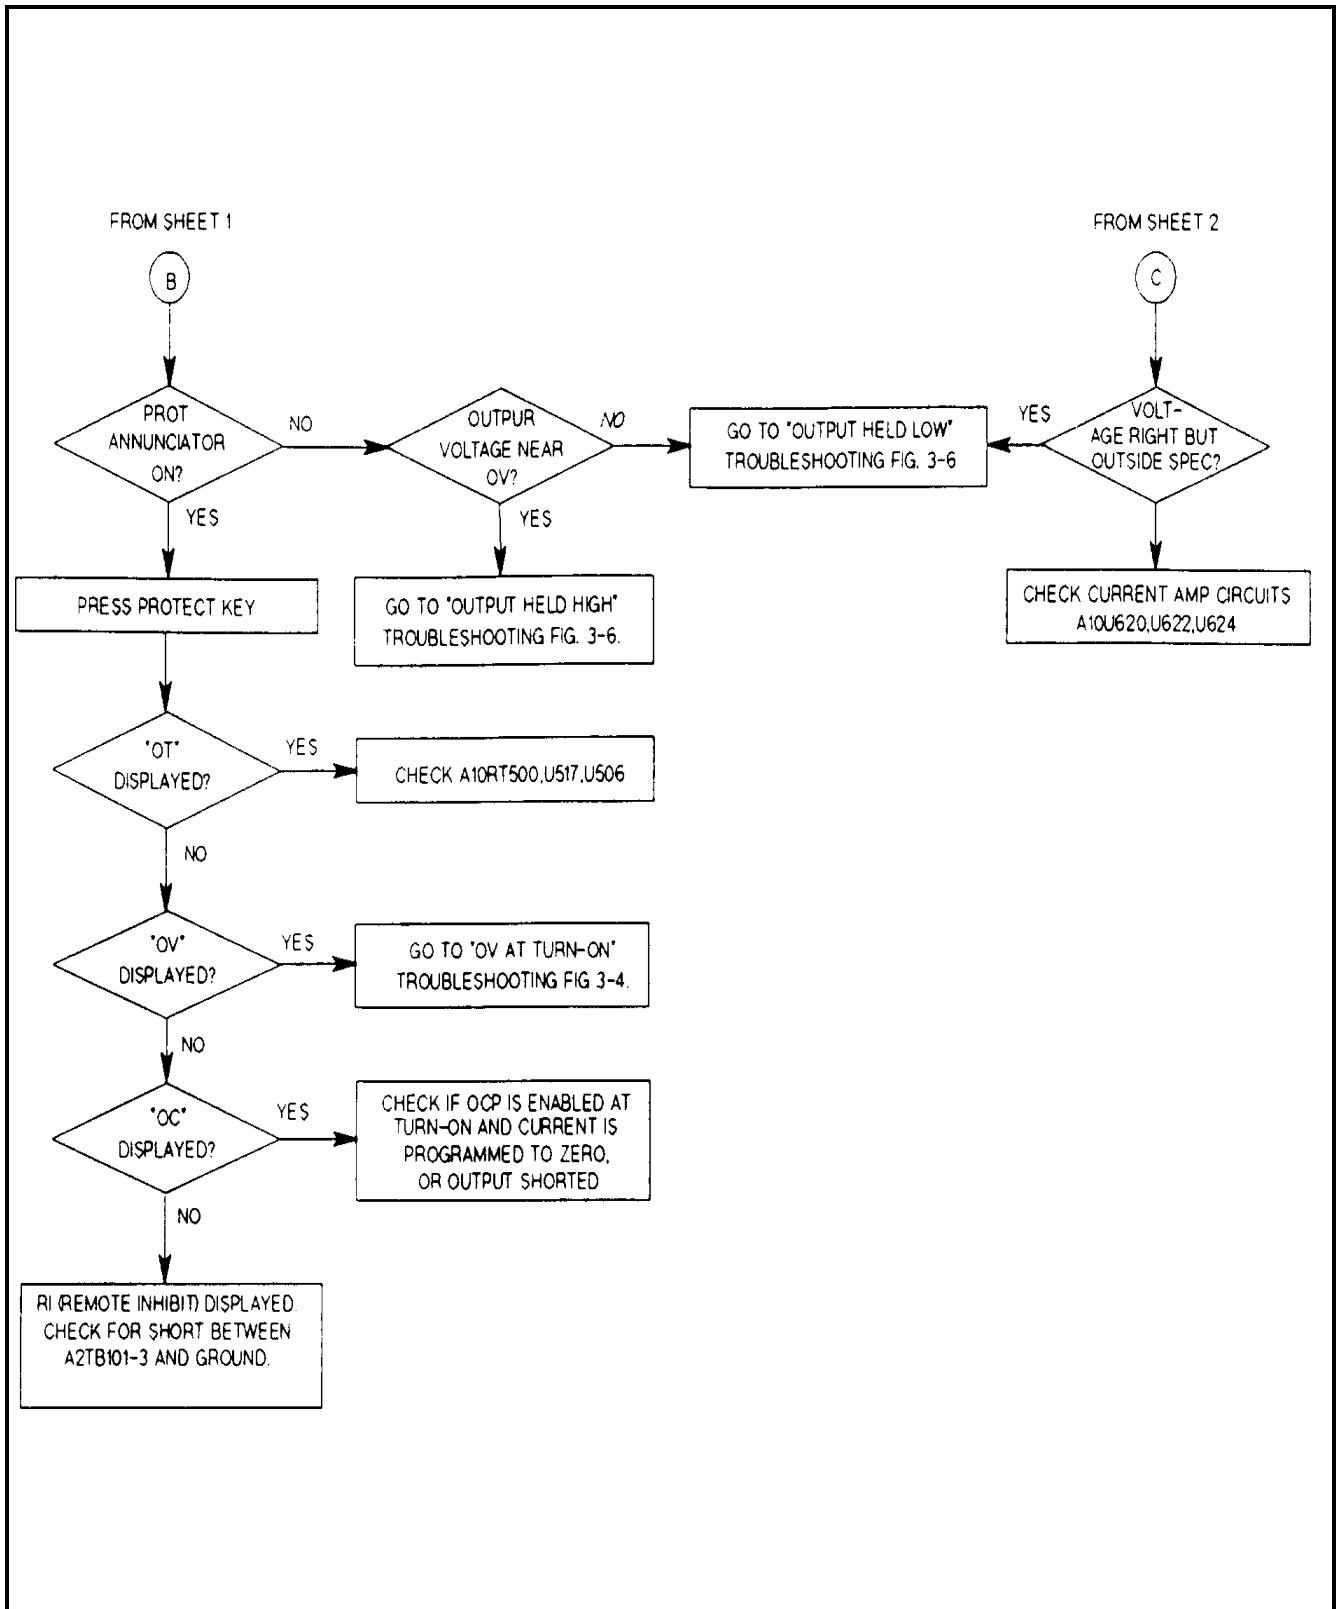 FROM SHEET 1
B
PROT
ANNUNCIATOR
ON?
NO
YES
OUTPUR
VOLTAGE NEAR
OV?
NO
YES
GO TO "OUTPUT HELD LOW"
TROUBLESHOOTING FIG. 3-6
FROM SHEET 2
C
YES
VOLT-
AGE RIGHT BUT
OUTSIDE SPEC?
PRESS PROTECT KEY
GO TO "OUTPUT HELD HIGH"
TROUBLESHOOTING FIG. 3-6.
CHECK CURRENT AMP CIRCUITS
A10U620,U622,U624
"OT"
DISPLAYED?
YES
CHECK A10RT500,U517,U506
NO
"OV"
DISPLAYED?
YES
GO TO "OV AT TURN-ON"
TROUBLESHOOTING FIG 3-4.
NO
"OC"
DISPLAYED?
YES
CHECK IF OCP IS ENABLED AT
TURN-ON AND CURRENT IS
PROGRAMMED TO ZERO,
OR OUTPUT SHORTED
NO
RI (REMOTE INHIBIT) DISPLAYED.
CHECK FOR SHORT BETWEEN
A2TB101-3 AND GROUND.